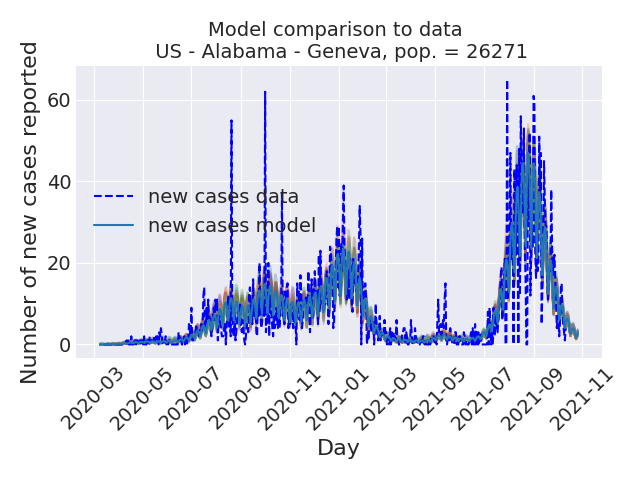 Model comparison to data
US - Alabama - Geneva, pop. = 26271
Number of new cases reported
60
40
20
0
new cases data
new cases model
2020-03
2020-05
2020-07
2020-09
2020-11
2021-01
2021-03
2021-05
2021-07
2021-09
2021-11
Day